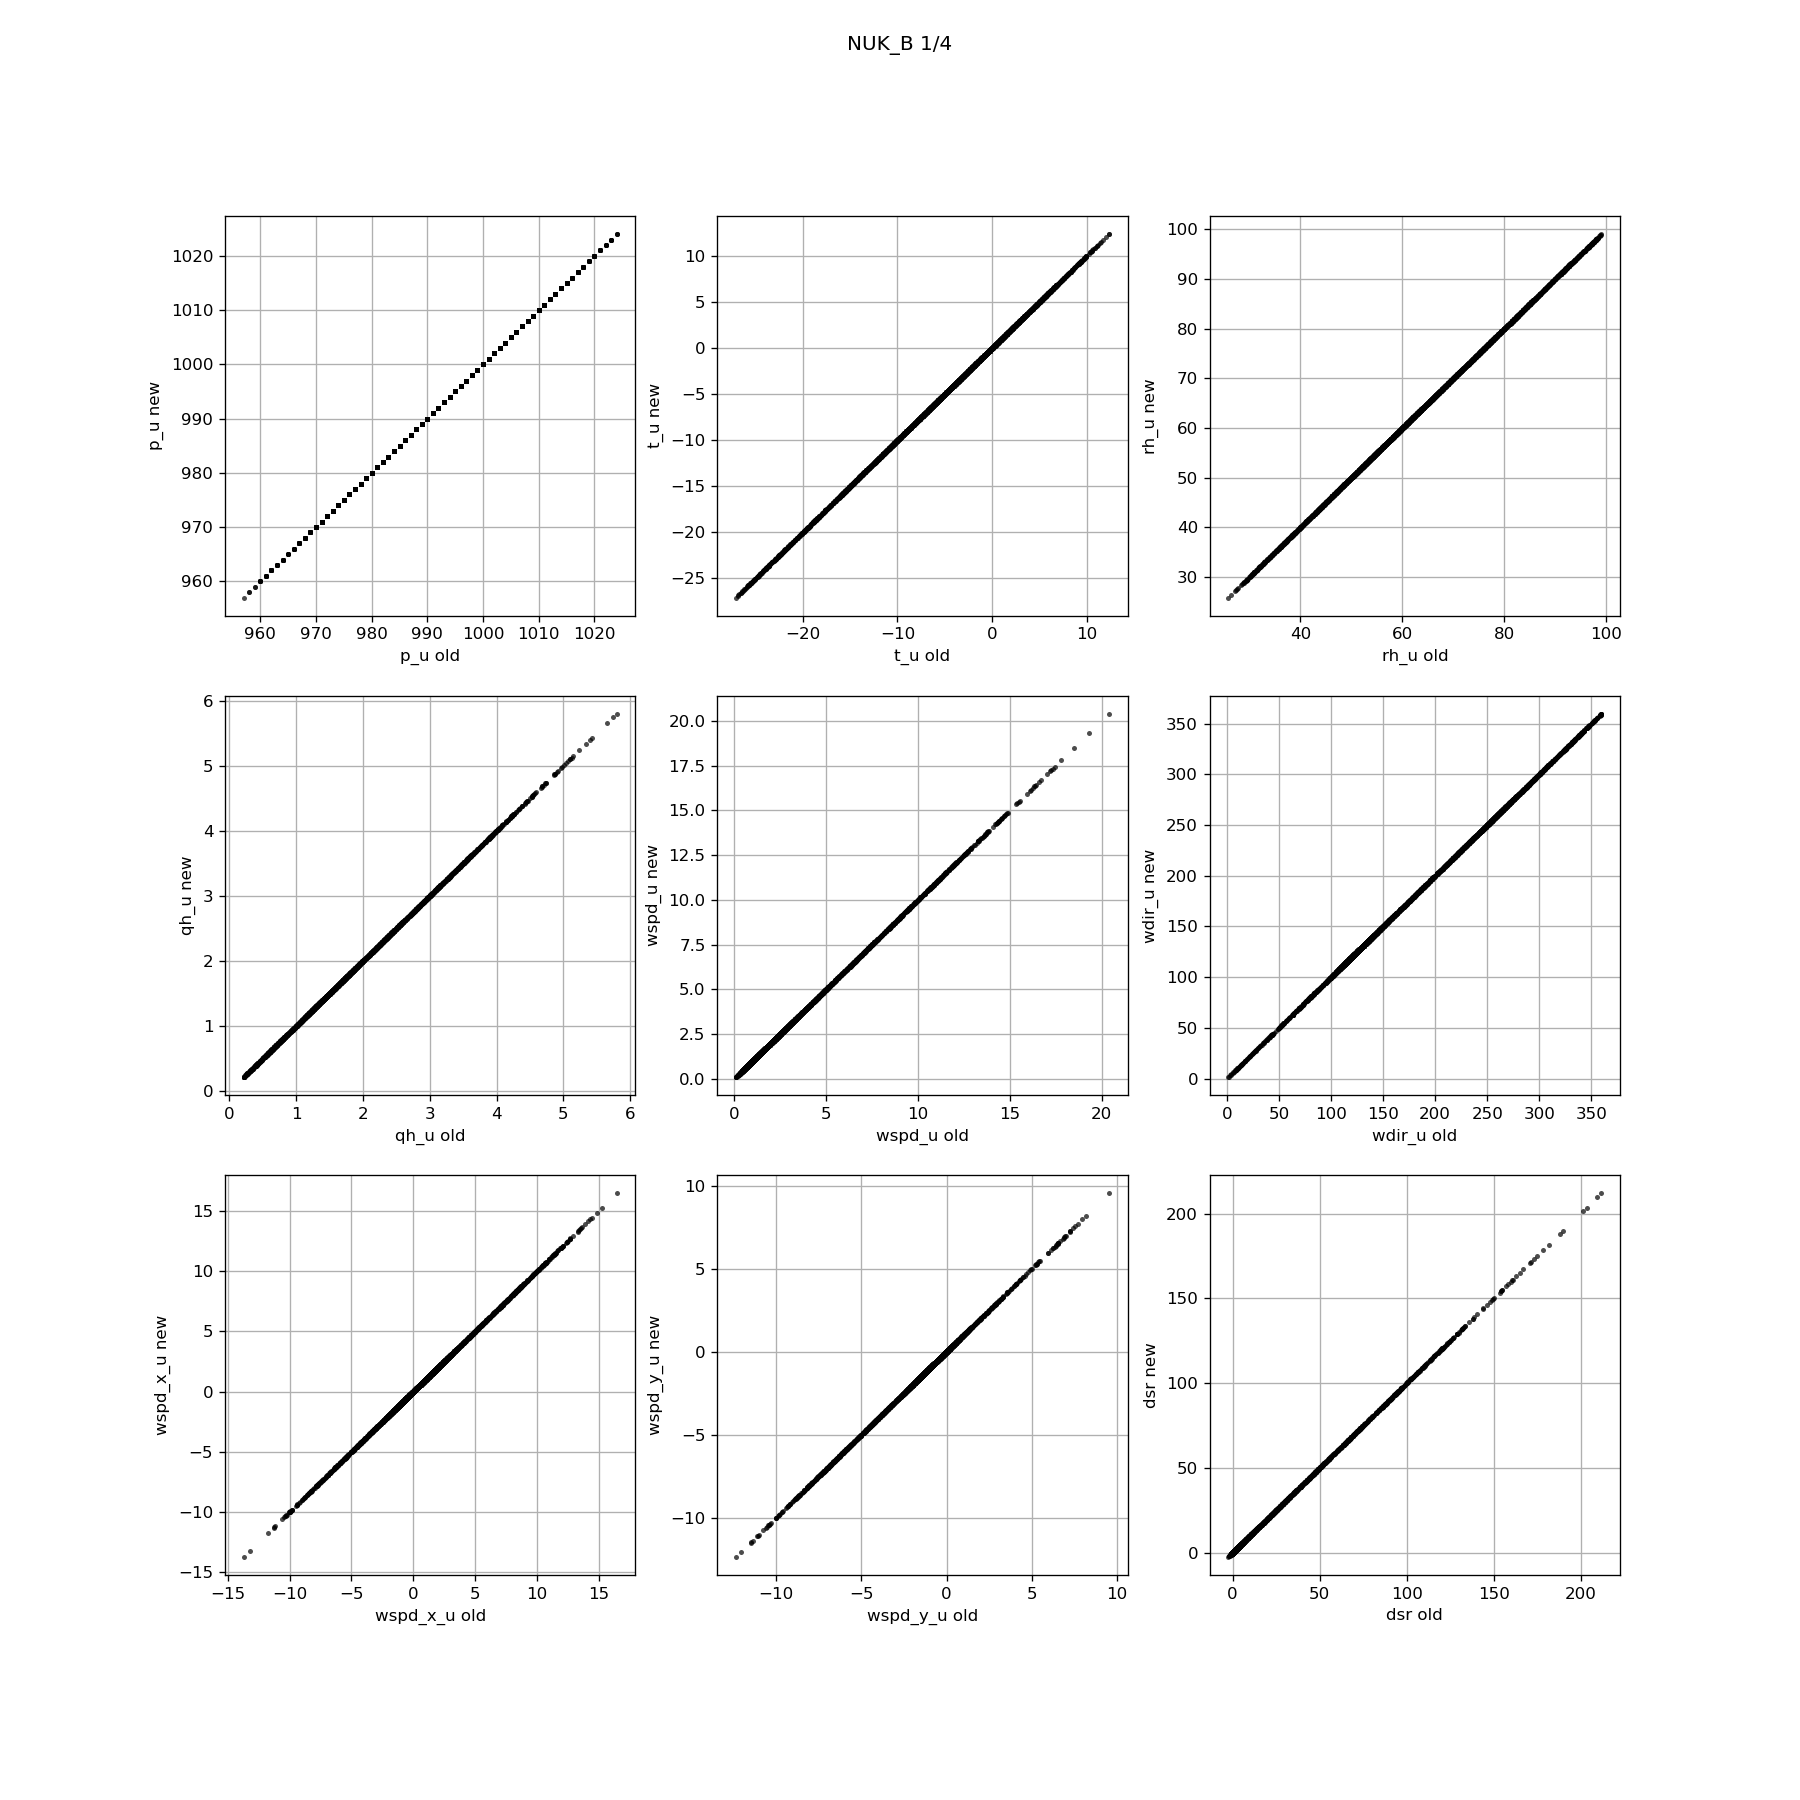 NUK_B 1/4
p_u new
1020
1010
1000
990
980
970
960
960 970 980 990 1000 1010 1020
p_u old
t_u new
10
5
0
−5
−10
−15
−20
−25
−20 −10 0 10
t_u old
rh_u new
100
90
80
70
60
50
40
30
40 60 80 100
rh_u old
qh_u new
6
5
4
3
2
1
0
0 1 2 3 4 5 6
qh_u old
wspd_u new
20.0
17.5
15.0
12.5
10.0
7.5
5.0
2.5
0.0
0 5 10 15 20
wspd_u old
wdir_u new
350
300
250
200
150
100
50
0
0 50 100 150 200 250 300 350
wdir_u old
wspd_x_u new
15
10
5
0
−5
−10
−15
−15 −10 −5 0 5 10 15
wspd_x_u old
wspd_y_u new
10
5
0
−5
−10
−10 −5 0 5 10
wspd_y_u old
dsr new
200
150
100
50
0
0 50 100 150 200
dsr old